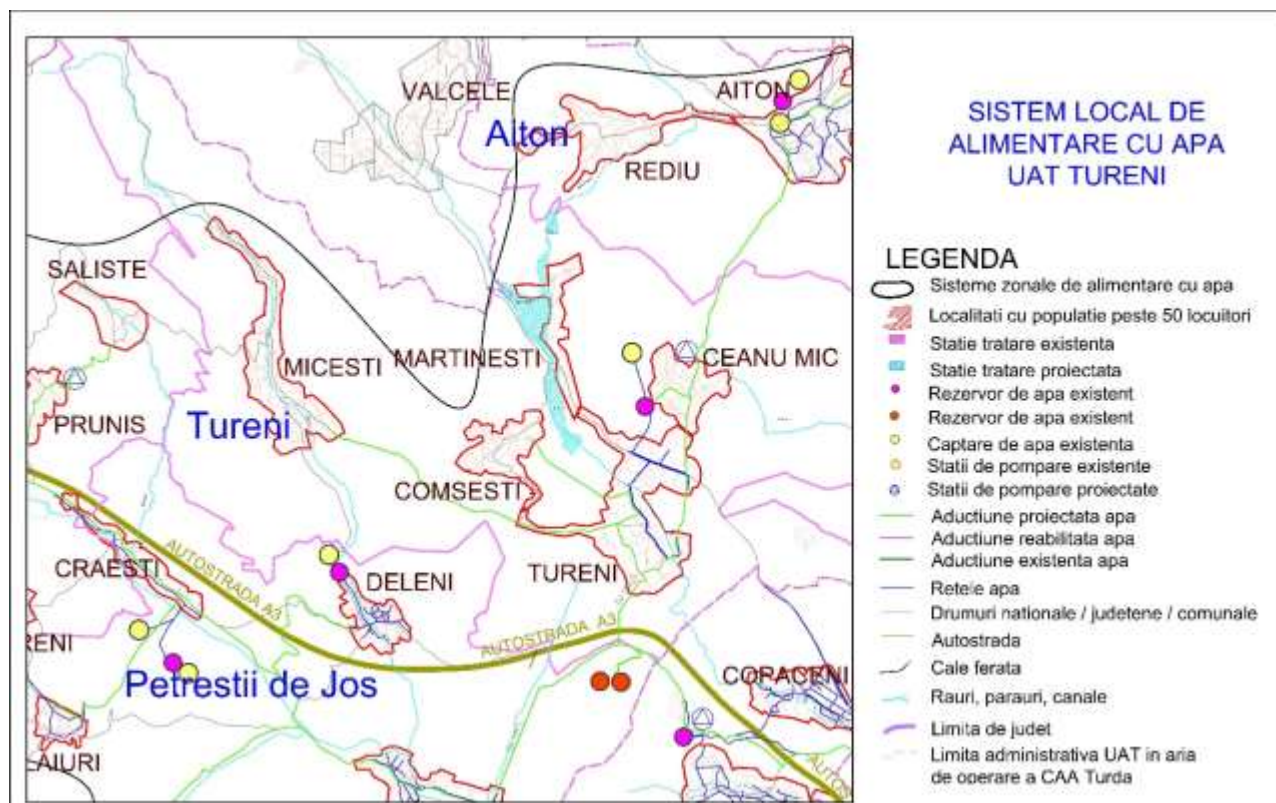 VALCELE
AITON
Aiton
REDIU
SALISTE
MICESTI
MARTINESTI
CEANU MIC
PRUNIS
Tureni
COMSESTI
CRAESTI
AUTOSTRADA A3
DELENI
TURENI
AUTOSTRADA A3
RENI
Petrestii de Jos
COPACENI
AIURI
AUTOS
SISTEM LOCAL DE
ALIMENTARE CU APA
UAT TURENI
LEGENDA
Sisteme zonale de alimentare cu apa
Localitati cu populatie peste 50 locuitori
Statie tratare existenta
Statie tratare proiectata
Rezervor de apa existent
Rezervor de apa existent
Captare de apa existenta
Statii de pompare existente
Statii de pompare proiectate
Aductiune proiectata apa
Aductiune reabilitata apa
Aductiune existenta apa
Retele apa
Drumuri nationale / judetene / comunale
Autostrada
Cale ferata
Rauri, parauri, canale
Limita de judet
Limita administrativa UAT in aria
de operare a CAA Turda